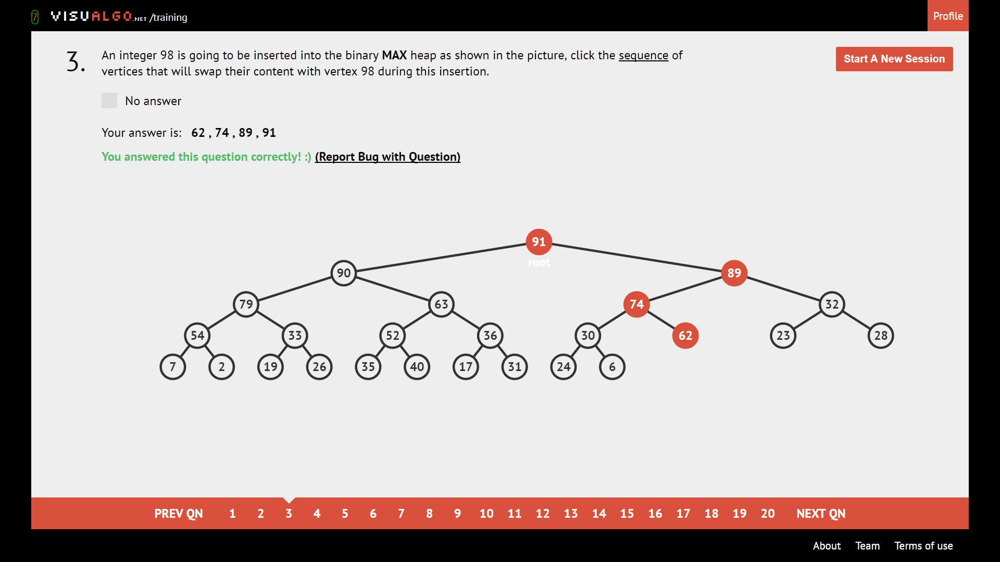 7 VISUALGO.NET /training
Profile
3.
An integer 98 is going to be inserted into the binary MAX heap as shown in the picture, click the sequence of
vertices that will swap their content with vertex 98 during this insertion.
Start A New Session
No answer
Your answer is: 62 , 74 , 89 , 91
You answered this question correctly! :) (Report Bug with Question)
91
root
90 89
79 63 74 32
54 33 52 36 30 62 23 28
7 2 19 26 35 40 17 31 24 6
PREV QN 1 2 3 4 5 6 7 8 9 10 11 12 13 14 15 16 17 18 19 20 NEXT QN
About Team Terms of use